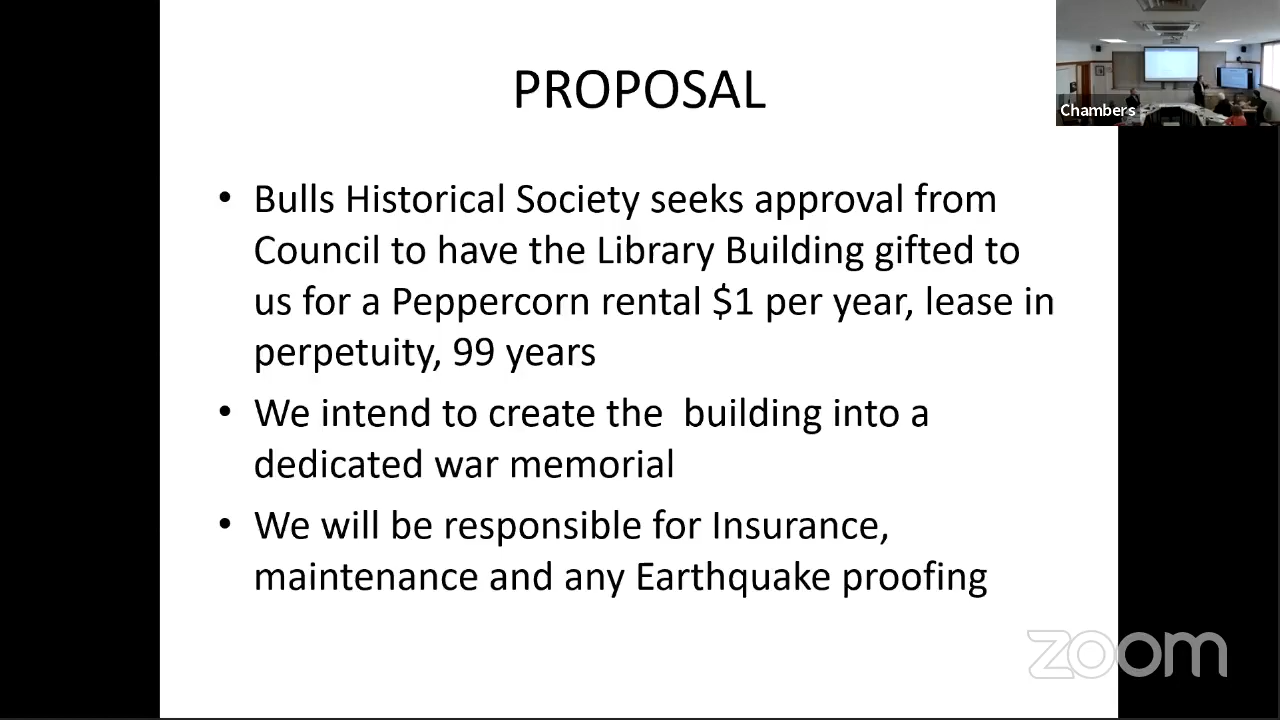 PROPOSAL
Chambers
• Bulls Historical Society seeks approval from
Council to have the Library Building gifted to
us for a Peppercorn rental $1 per year, lease in
perpetuity, 99 years
• We intend to create the  building into a
dedicated war memorial
• We will be responsible for Insurance,
maintenance and any Earthquake proofing
zoom